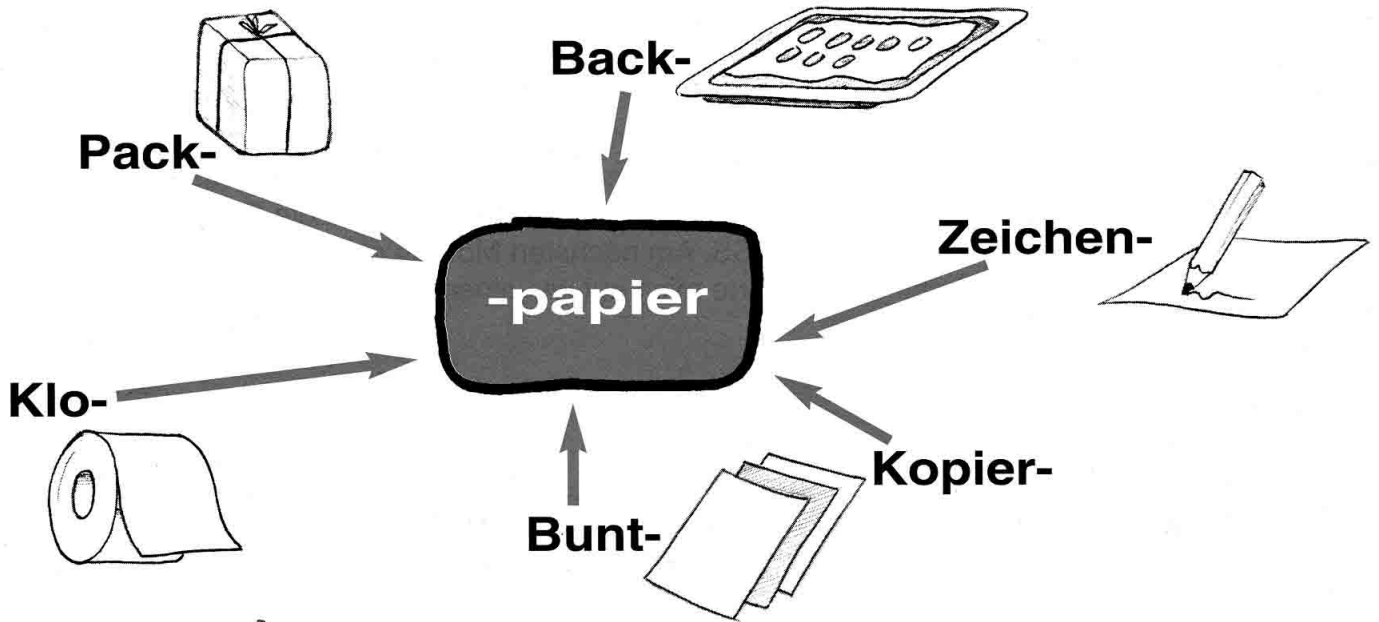 Back-
Pack-
Zeichen-
-papier
Klo-
Kopier-
Bunt-